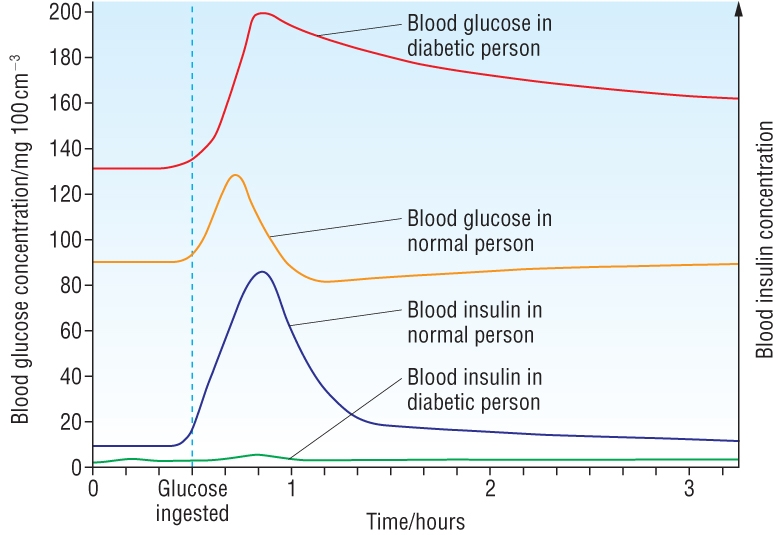 Blood glucose concentration/mg 100 cm⁻³
200
180
160
140
120
100
80
60
40
20
0
Blood glucose in
diabetic person
Blood glucose in
normal person
Blood insulin in
normal person
Blood insulin in
diabetic person
Blood insulin concentration
0
Glucose
ingested
1
2
3
Time/hours